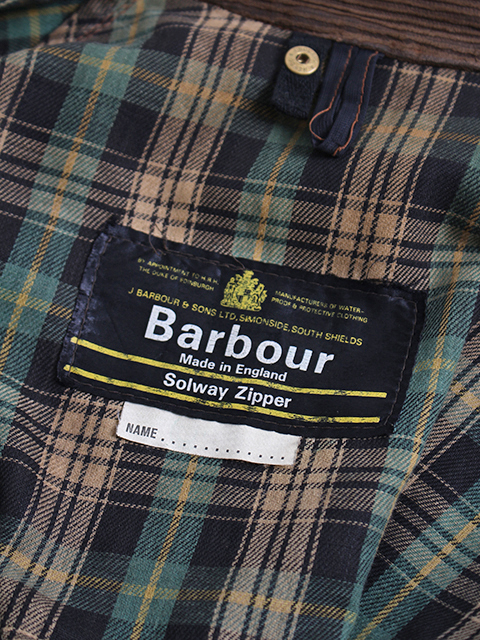 BY APPOINTMENT TO H.R.H.
THE DUKE OF EDINBURGH
MANUFACTURERS OF WATER-
PROOF & PROTECTIVE CLOTHING
J. BARBOUR & SONS LTD, SIMONSIDE, SOUTH SHIELDS
Barbour
Made in England
Solway Zipper
NAME ..............